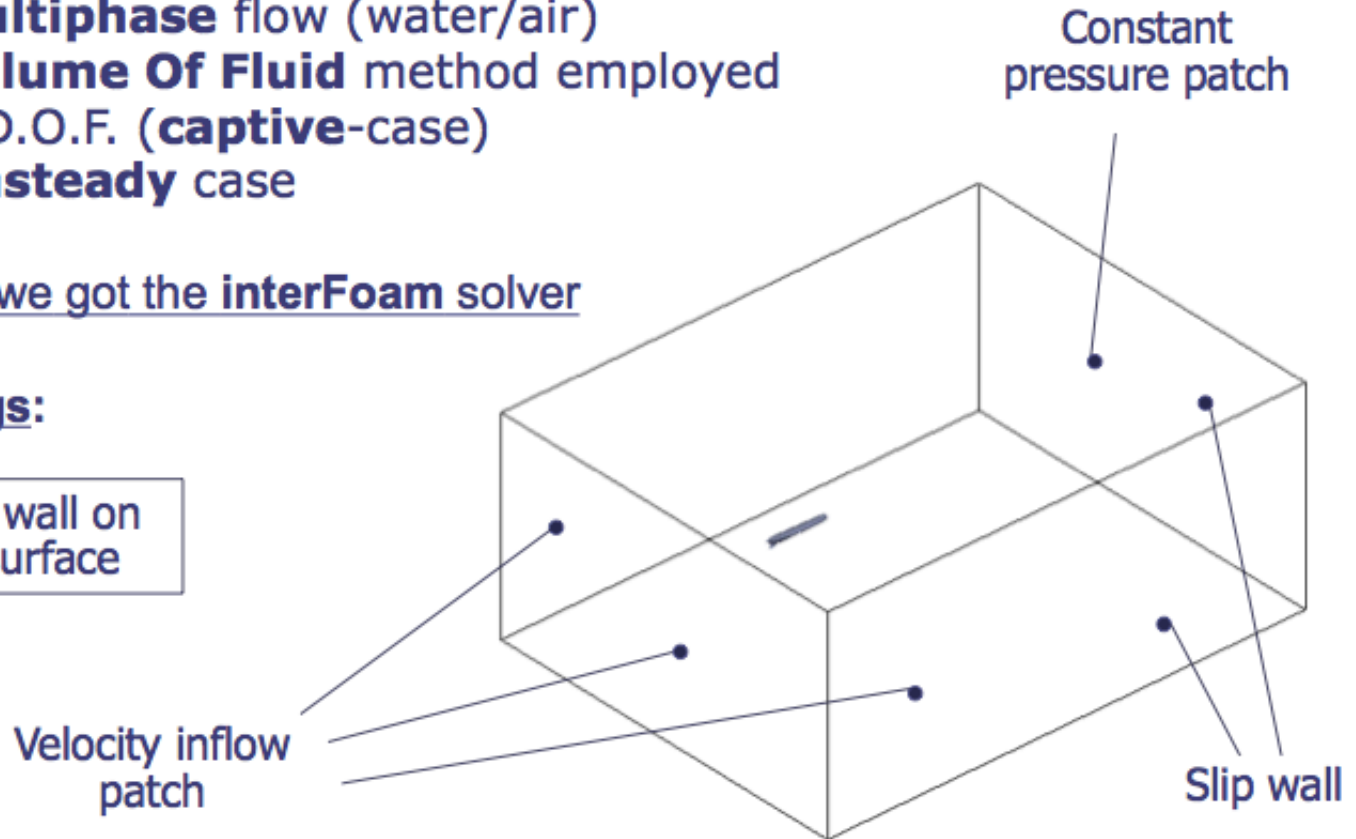 ultiphase flow (water/air)
lume Of Fluid method employed
D.O.F. (captive-case)
steady case
we got the interFoam solver
gs:
wall on
urface
Constant
pressure patch
Velocity inflow
patch
Slip wall